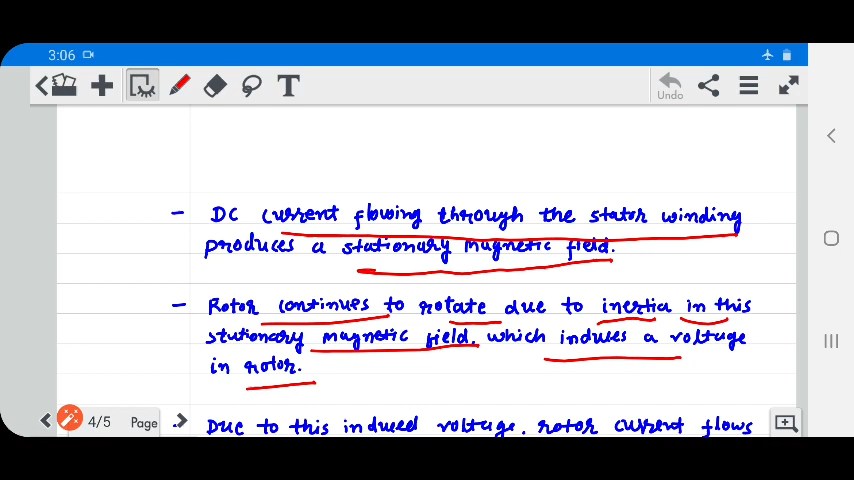 3:06
T
Undo
- DC current flowing through the stator winding
produces a stationary magnetic field.
- Rotor continues to rotate due to inertia in this
stationary magnetic field, which induces a voltage
in rotor.
4/5 Page
- Due to this induced voltage, rotor current flows